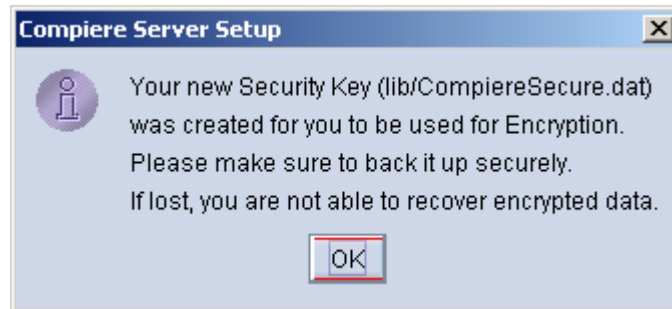 Compiere Server Setup
Your new Security Key (lib/CompiereSecure.dat)
was created for you to be used for Encryption.
Please make sure to back it up securely.
If lost, you are not able to recover encrypted data.
OK